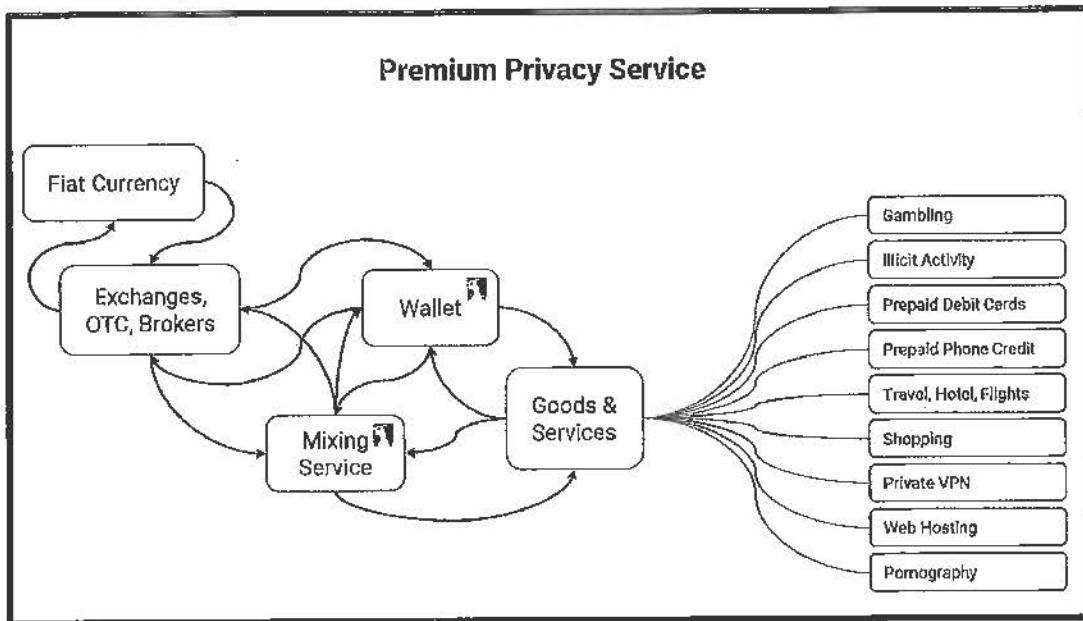 Premium Privacy Service
Fiat Currency
Exchanges,
OTC, Brokers
Wallet
Mixing
Service
Goods &
Services
Gambling
Illicit Activity
Prepaid Debit Cards
Prepaid Phone Credit
Travel, Hotel, Flights
Shopping
Private VPN
Web Hosting
Pornography